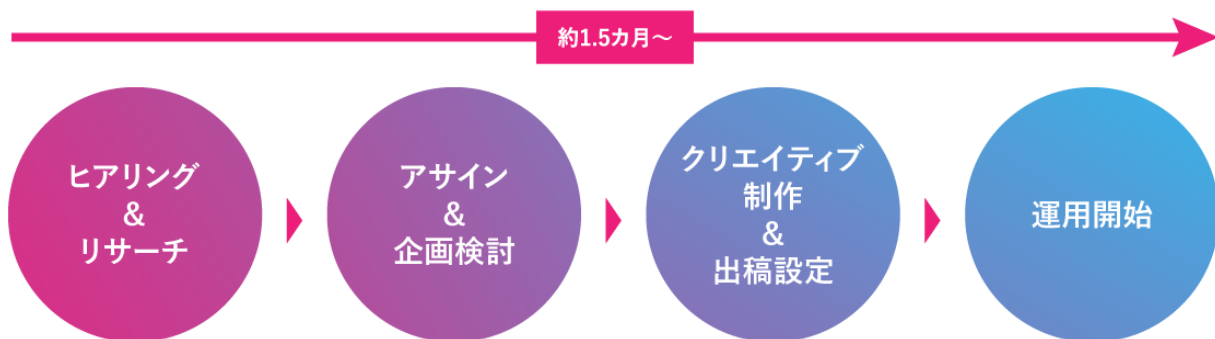 約1.5カ月～
ヒアリング
&
リサーチ
アサイン
&
企画検討
クリエイティブ
制作
&
出稿設定
運用開始